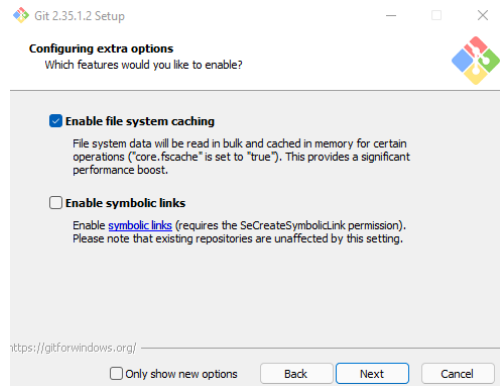 Git 2.35.1.2 Setup
Configuring extra options
Which features would you like to enable?
Enable file system caching
File system data will be read in bulk and cached in memory for certain
operations ("core.fscache" is set to "true"). This provides a significant
performance boost.
Enable symbolic links
Enable symbolic links (requires the SeCreateSymbolicLink permission).
Please note that existing repositories are unaffected by this setting.
https://gitforwindows.org/
Only show new options
Back
Next
Cancel